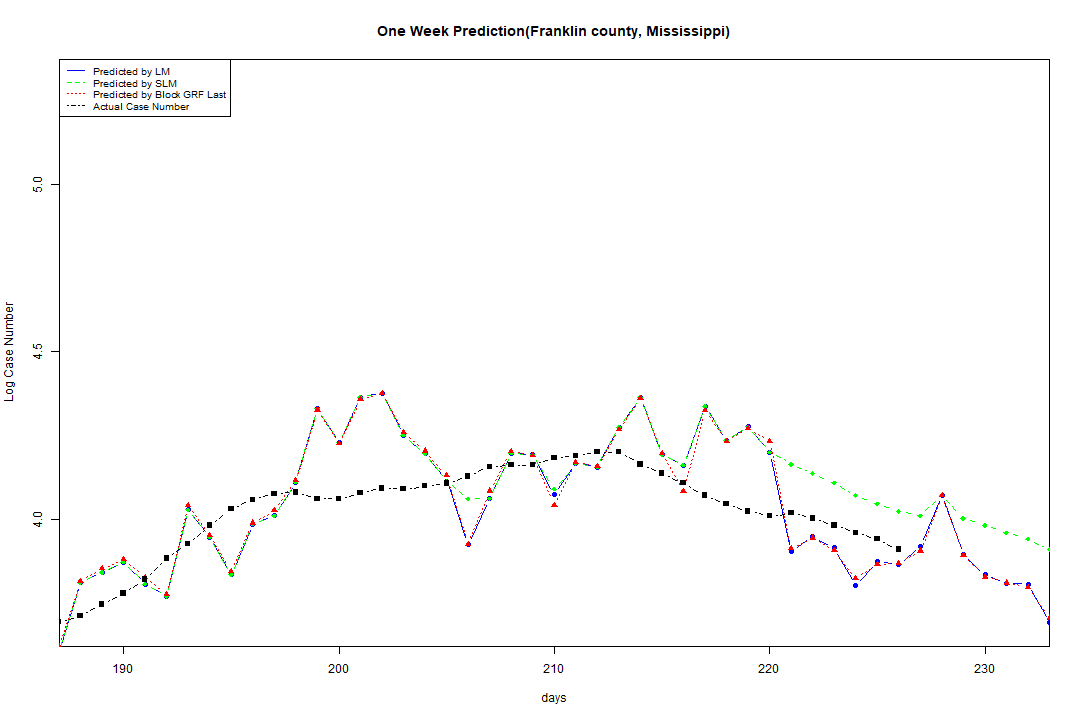 One Week Prediction(Franklin county, Mississippi)
Predicted by LM
Predicted by SLM
Predicted by Block GRF Last
Actual Case Number
Log Case Number
5.0
4.5
4.0
190 200 210 220 230
days